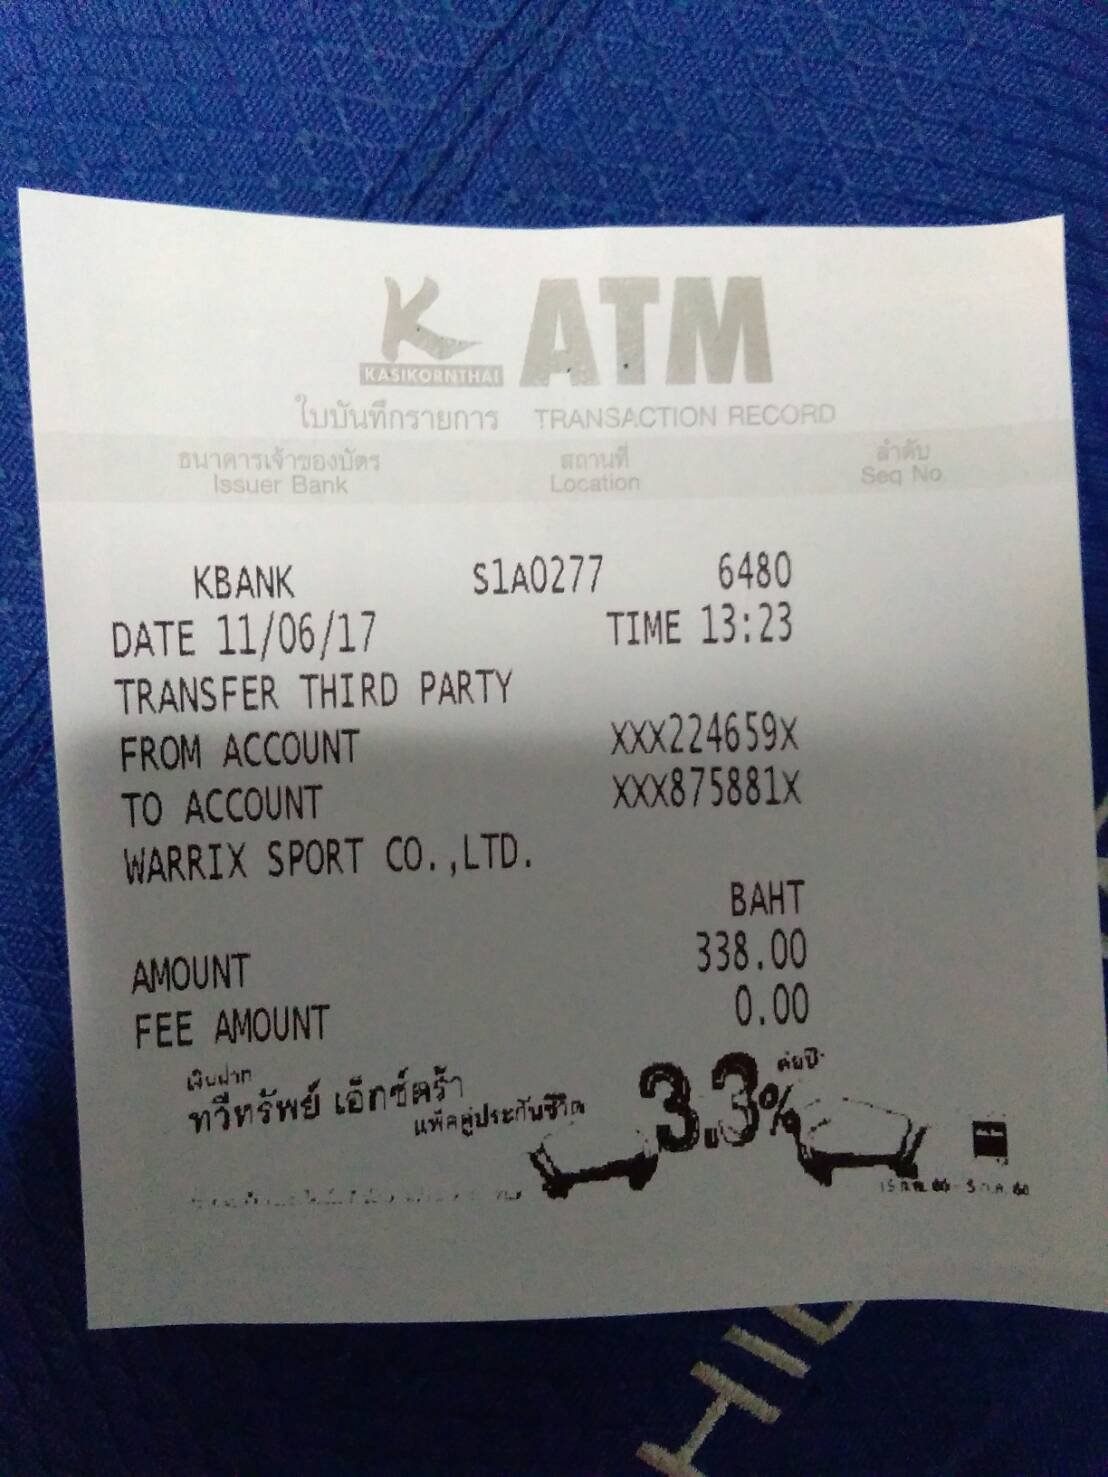 K ATM
KASIKORNTHAI
ใบบันทึกรายการ TRANSACTION RECORD
ธนาคารเจ้าของบัตร สถานที่ ลำดับ
Issuer Bank Location Seq No.
KBANK S1A0277 6480
DATE 11/06/17 TIME 13:23
TRANSFER THIRD PARTY
FROM ACCOUNT XXX224659X
TO ACCOUNT XXX875881X
WARRIX SPORT CO.,LTD.
BAHT
AMOUNT 338.00
FEE AMOUNT 0.00
เงินฝาก
ทวีทรัพย์ เอ็กซ์ตร้า
แพ็คคู่ประกันชีวิต 3.3% ต่อปี
HID